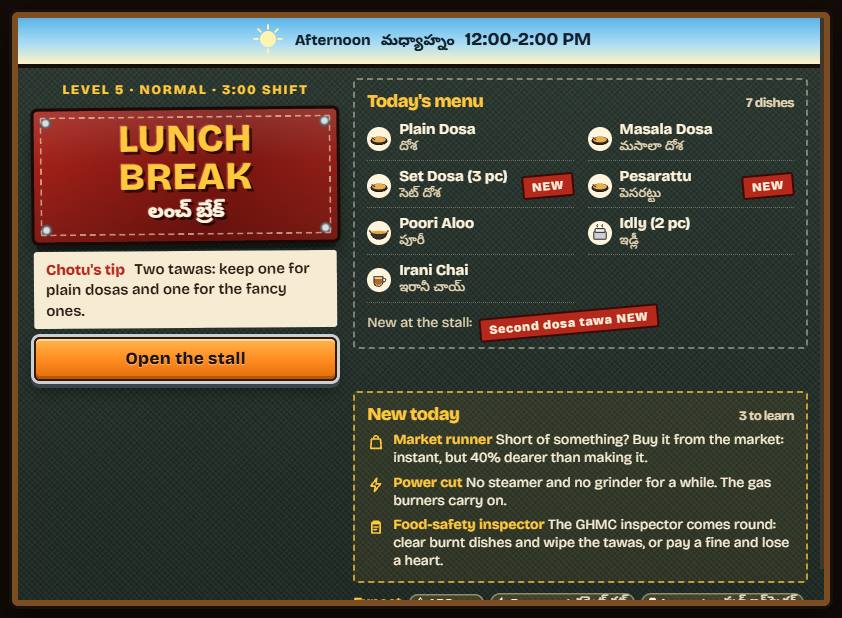 Afternoon మధ్యాహ్నం 12:00-2:00 PM
LEVEL 5 · NORMAL · 3:00 SHIFT
LUNCH
BREAK
లంచ్ బ్రేక్
Chotu's tip Two tawas: keep one for
plain dosas and one for the fancy
ones.
Open the stall
Today's menu 7 dishes
Plain Dosa
దోశ
Masala Dosa
మసాలా దోశ
Set Dosa (3 pc) NEW
సెట్ దోశ
Pesarattu NEW
పెసరట్టు
Poori Aloo
పూరీ
Idly (2 pc)
ఇడ్లీ
Irani Chai
ఇరానీ చాయ్
New at the stall: Second dosa tawa NEW
New today 3 to learn
Market runner Short of something? Buy it from the market:
instant, but 40% dearer than making it.
Power cut No steamer and no grinder for a while. The gas
burners carry on.
Food-safety inspector The GHMC inspector comes round:
clear burnt dishes and wipe the tawas, or pay a fine and lose
a heart.